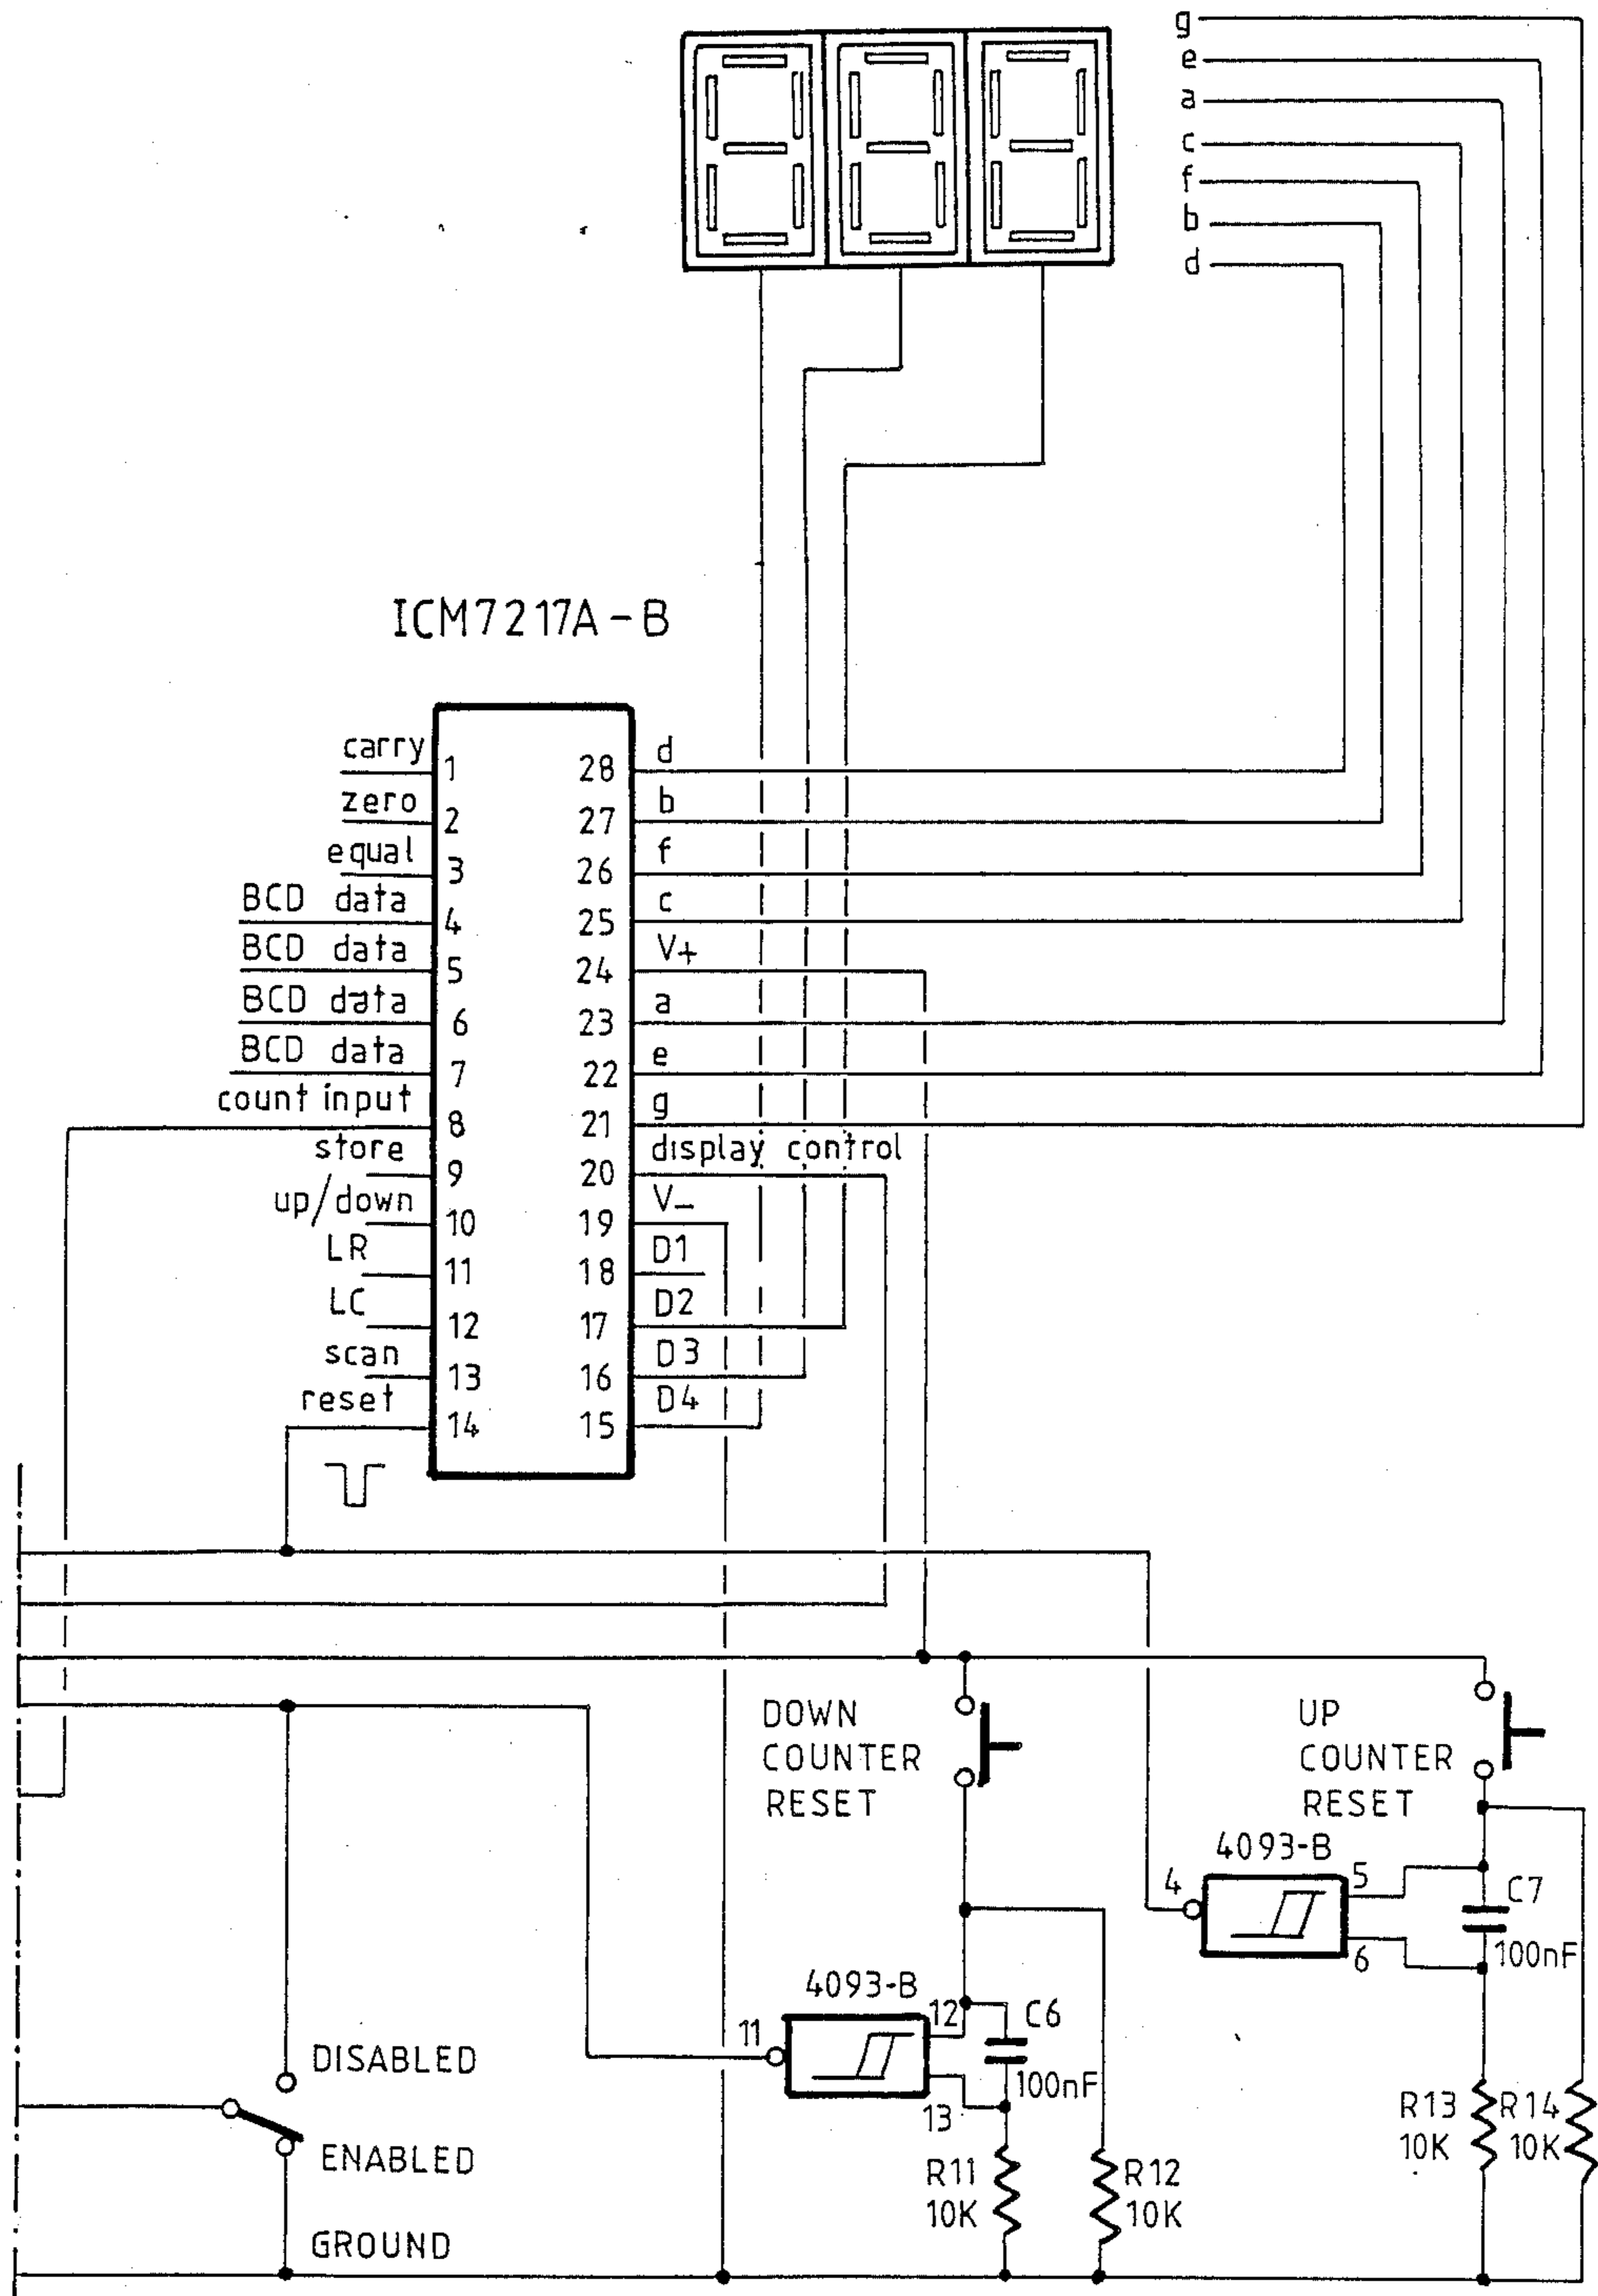 g
e
a
c
f
b
d
ICM7217A-B
carry
1
28
d
zero
2
27
b
equal
3
26
f
BCD data
4
25
c
BCD data
5
24
V+
BCD data
6
23
a
BCD data
7
22
e
count input
8
21
g
store
9
20
display control
up/down
10
19
V-
LR
11
18
D1
LC
12
17
D2
scan
13
16
D3
reset
14
15
D4
DOWN
COUNTER
RESET
UP
COUNTER
RESET
4093-B
4
5
6
C7
100nF
4093-B
11
12
13
C6
100nF
DISABLED
ENABLED
GROUND
R11
10K
R12
10K
R13
10K
R14
10K